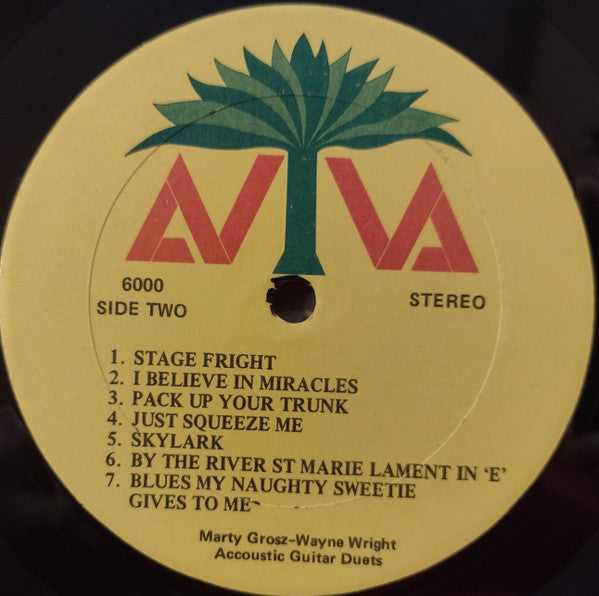 AVIVA
6000
SIDE TWO
STEREO
1. STAGE FRIGHT
2. I BELIEVE IN MIRACLES
3. PACK UP YOUR TRUNK
4. JUST SQUEEZE ME
5. SKYLARK
6. BY THE RIVER ST MARIE LAMENT IN ‘E’
7. BLUES MY NAUGHTY SWEETIE
GIVES TO ME~
Marty Grosz-Wayne Wright
Accoustic Guitar Duets